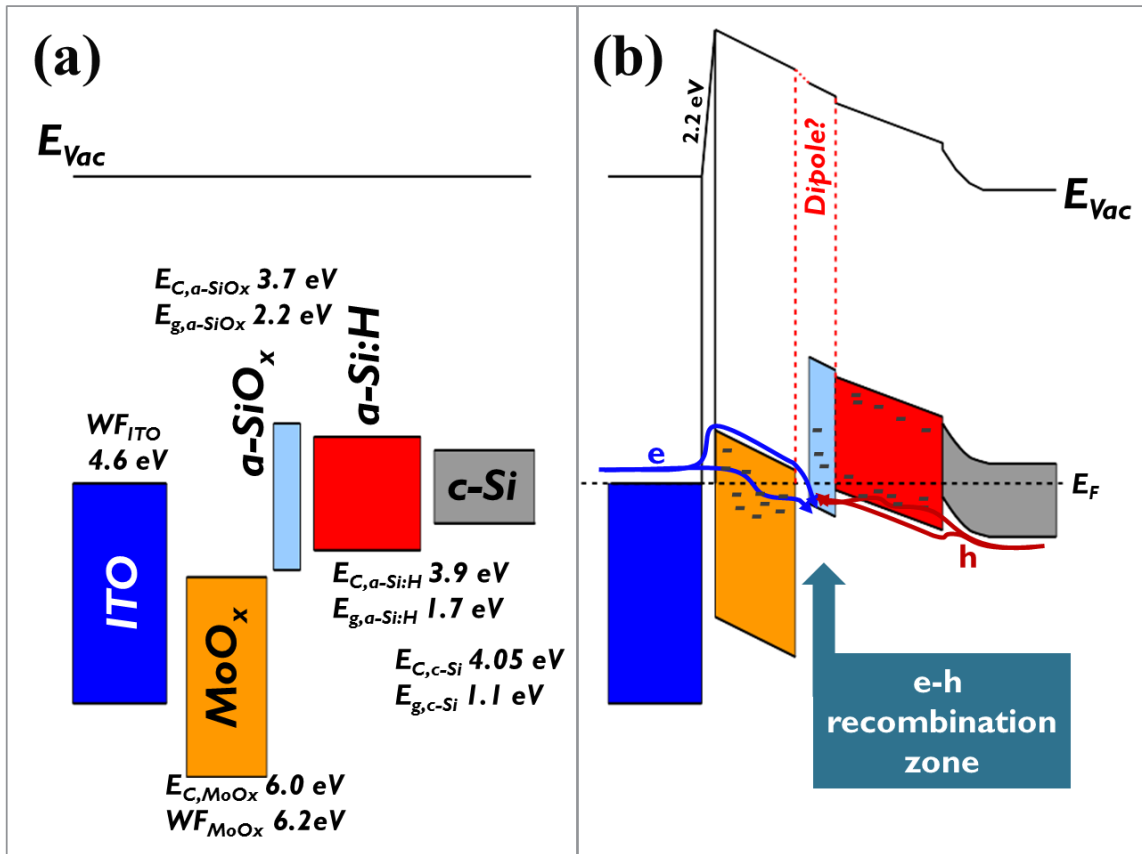 (a)
E_Vac
E_C,a-SiOx 3.7 eV
E_g,a-SiOx 2.2 eV
a-SiO_x
a-Si:H
WF_ITO
4.6 eV
ITO
MoO_x
c-Si
E_C,a-Si:H 3.9 eV
E_g,a-Si:H 1.7 eV
E_C,c-Si 4.05 eV
E_g,c-Si 1.1 eV
E_C,MoOx 6.0 eV
WF_MoOx 6.2eV
(b)
2.2 eV
Dipole?
E_Vac
e
E_F
h
e-h
recombination
zone